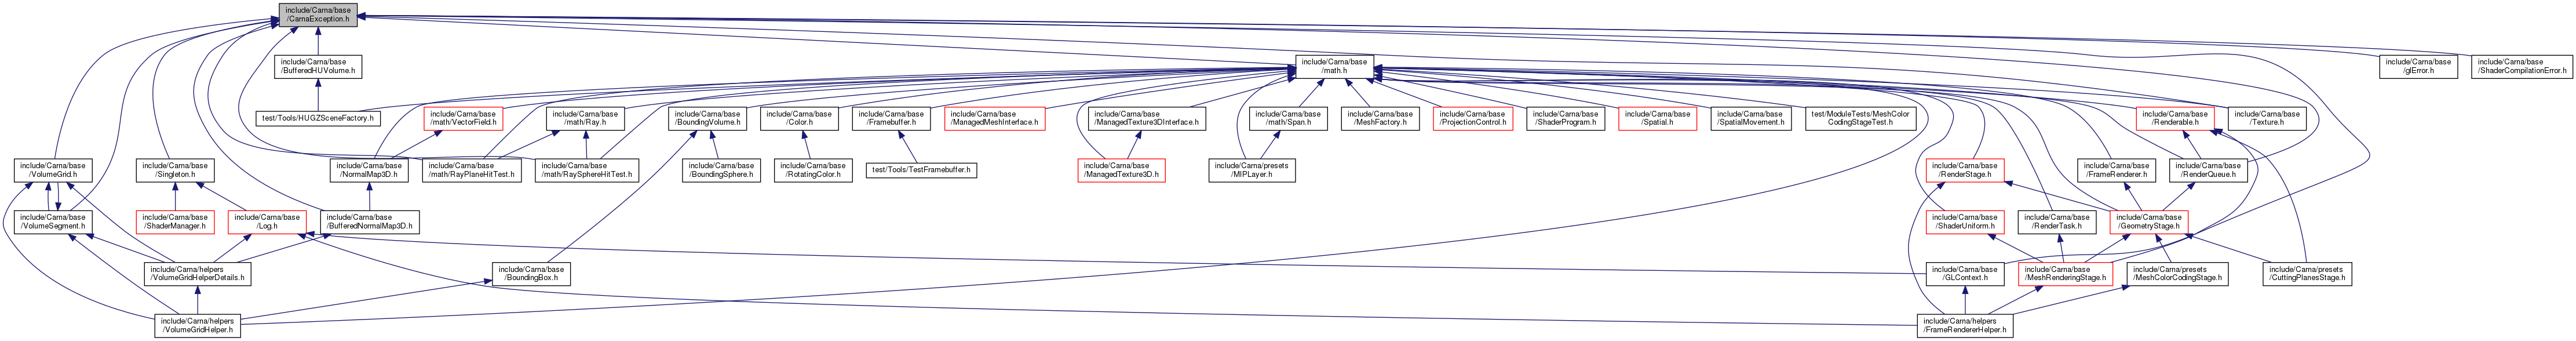 include/Carna/base
/CarnaException.h
include/Carna/base
/BufferedHUVolume.h
include/Carna/base
/math.h
include/Carna/base
/glError.h
include/Carna/base
/ShaderCompilationError.h
test/Tools/HUGZSceneFactory.h
include/Carna/base
/math/VectorField.h
include/Carna/base
/math/Ray.h
include/Carna/base
/BoundingVolume.h
include/Carna/base
/Color.h
include/Carna/base
/Framebuffer.h
include/Carna/base
/ManagedMeshInterface.h
include/Carna/base
/ManagedTexture3DInterface.h
include/Carna/base
/math/Span.h
include/Carna/base
/MeshFactory.h
include/Carna/base
/ProjectionControl.h
include/Carna/base
/ShaderProgram.h
include/Carna/base
/Spatial.h
include/Carna/base
/SpatialMovement.h
test/ModuleTests/MeshColor
CodingStageTest.h
include/Carna/base
/Renderable.h
include/Carna/base
/Texture.h
include/Carna/base
/VolumeGrid.h
include/Carna/base
/Singleton.h
include/Carna/base
/NormalMap3D.h
include/Carna/base
/math/RayPlaneHitTest.h
include/Carna/base
/math/RaySphereHitTest.h
include/Carna/base
/BoundingSphere.h
include/Carna/base
/RotatingColor.h
test/Tools/TestFramebuffer.h
include/Carna/base
/ManagedTexture3D.h
include/Carna/presets
/MIPLayer.h
include/Carna/base
/RenderStage.h
include/Carna/base
/FrameRenderer.h
include/Carna/base
/RenderQueue.h
include/Carna/base
/VolumeSegment.h
include/Carna/base
/ShaderManager.h
include/Carna/base
/Log.h
include/Carna/base
/BufferedNormalMap3D.h
include/Carna/base
/ShaderUniform.h
include/Carna/base
/RenderTask.h
include/Carna/base
/GeometryStage.h
include/Carna/helpers
/VolumeGridHelperDetails.h
include/Carna/base
/BoundingBox.h
include/Carna/base
/GLContext.h
include/Carna/base
/MeshRenderingStage.h
include/Carna/presets
/MeshColorCodingStage.h
include/Carna/presets
/CuttingPlanesStage.h
include/Carna/helpers
/VolumeGridHelper.h
include/Carna/helpers
/FrameRendererHelper.h